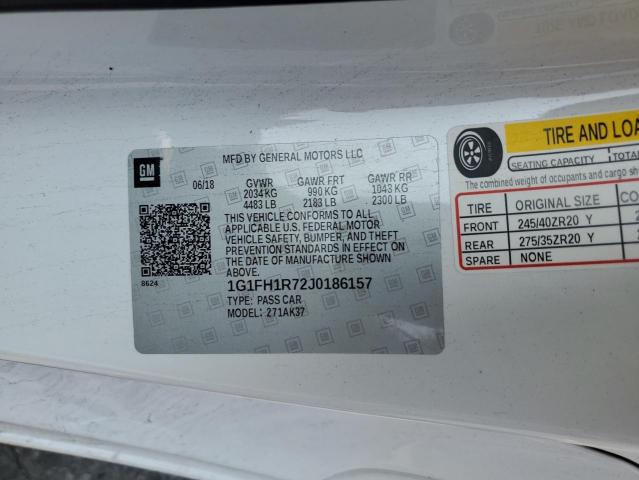 GM
MFD BY GENERAL MOTORS LLC
06/18 GVWR GAWR FRT GAWR RR
2034KG 990 KG 1043 KG
4483 LB 2183 LB 2300 LB
THIS VEHICLE CONFORMS TO ALL
APPLICABLE U.S. FEDERAL MOTOR
VEHICLE SAFETY, BUMPER, AND THEFT
PREVENTION STANDARDS IN EFFECT ON
THE DATE OF MANUFACTURE SHOWN
ABOVE.
8624
1G1FH1R72J0186157
TYPE: PASS CAR
MODEL: 271AK37
TIRE AND LOA
SEATING CAPACITY TOTA
The combined weight of occupants and cargo sh
TIRE ORIGINAL SIZE CO
FRONT 245/40ZR20 Y
REAR 275/35ZR20 Y
SPARE NONE